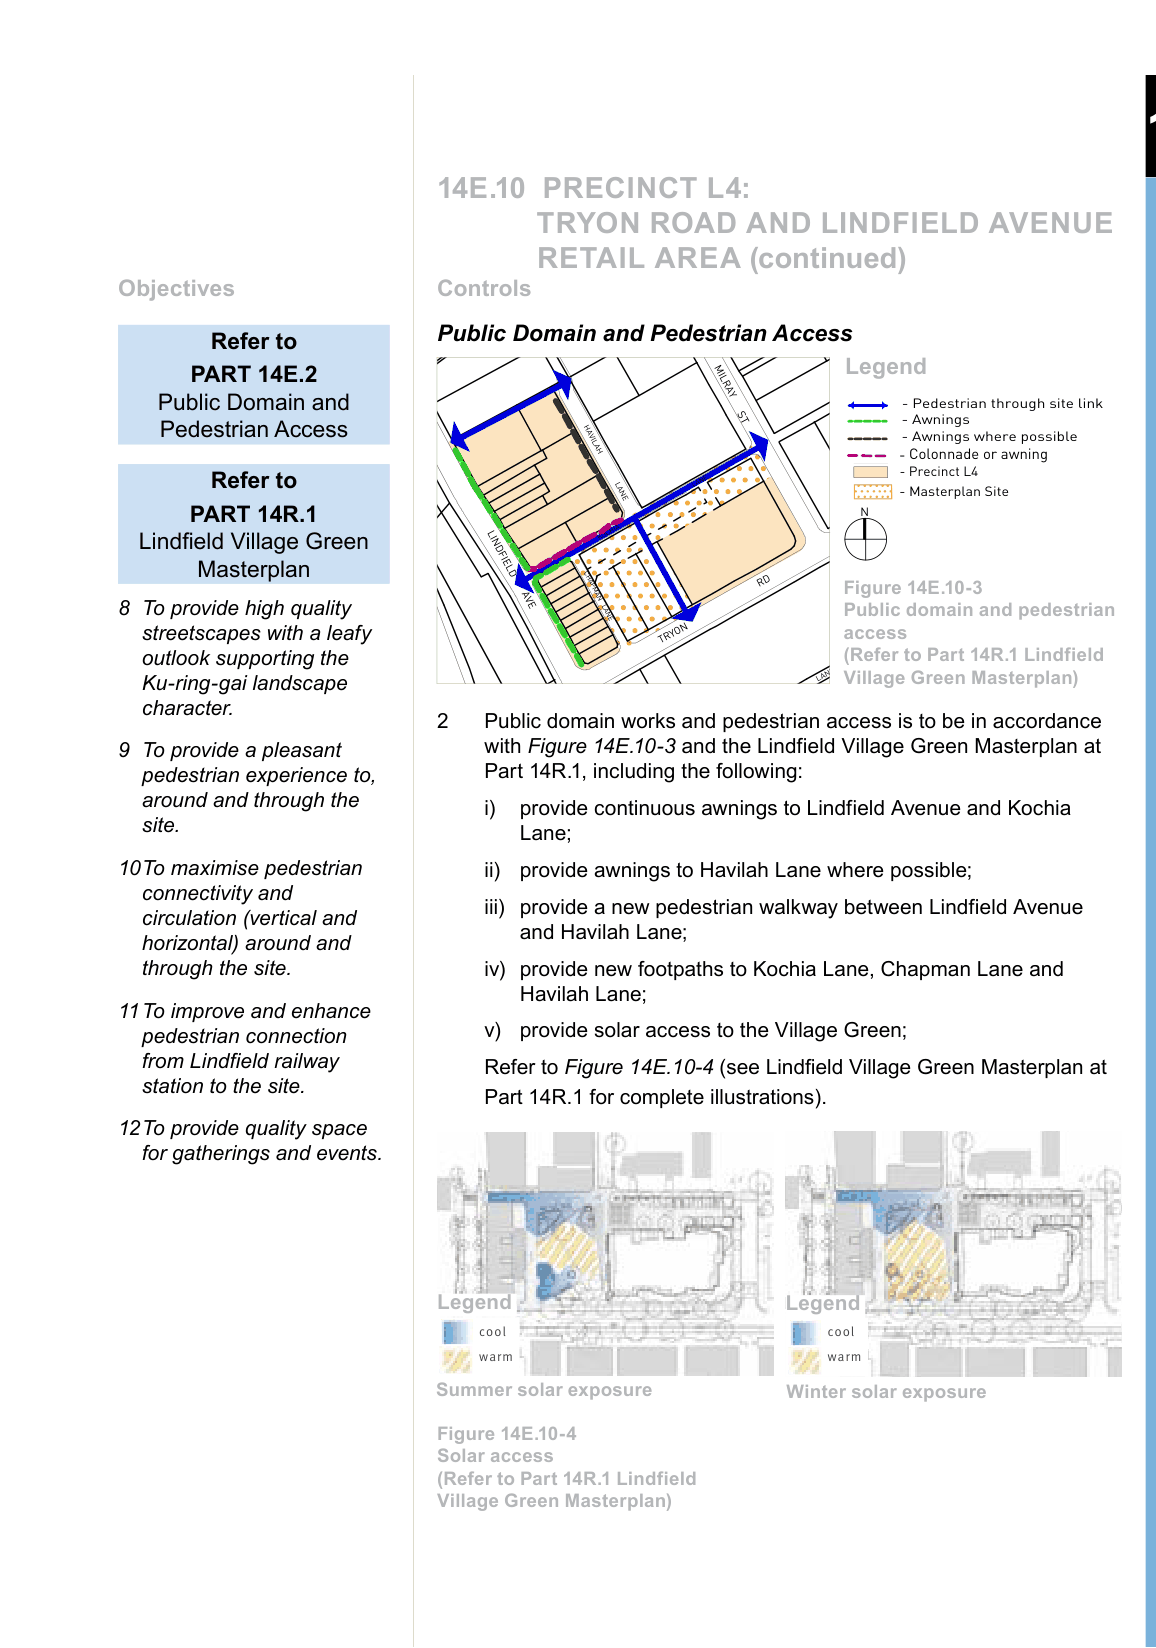 14E.10 PRECINCT L4:
TRYON ROAD AND LINDFIELD AVENUE
RETAIL AREA (continued)
Objectives
Controls
Refer to
PART 14E.2
Public Domain and
Pedestrian Access
Refer to
PART 14R.1
Lindfield Village Green
Masterplan
8 To provide high quality
streetscapes with a leafy
outlook supporting the
Ku-ring-gai landscape
character.
9 To provide a pleasant
pedestrian experience to,
around and through the
site.
10To maximise pedestrian
connectivity and
circulation (vertical and
horizontal) around and
through the site.
11To improve and enhance
pedestrian connection
from Lindfield railway
station to the site.
12To provide quality space
for gatherings and events.
Public Domain and Pedestrian Access
MILRAY ST
HAVILAH LANE
LINDFIELD AVE
CHAPMAN LANE
TRYON RD
LAN
Legend
- Pedestrian through site link
- Awnings
- Awnings where possible
- Colonnade or awning
- Precinct L4
- Masterplan Site
N
Figure 14E.10-3
Public domain and pedestrian
access
(Refer to Part 14R.1 Lindfield
Village Green Masterplan)
2 Public domain works and pedestrian access is to be in accordance
with Figure 14E.10-3 and the Lindfield Village Green Masterplan at
Part 14R.1, including the following:
i) provide continuous awnings to Lindfield Avenue and Kochia
Lane;
ii) provide awnings to Havilah Lane where possible;
iii) provide a new pedestrian walkway between Lindfield Avenue
and Havilah Lane;
iv) provide new footpaths to Kochia Lane, Chapman Lane and
Havilah Lane;
v) provide solar access to the Village Green;
Refer to Figure 14E.10-4 (see Lindfield Village Green Masterplan at
Part 14R.1 for complete illustrations).
Legend
cool
warm
Summer solar exposure
Legend
cool
warm
Winter solar exposure
Figure 14E.10-4
Solar access
(Refer to Part 14R.1 Lindfield
Village Green Masterplan)